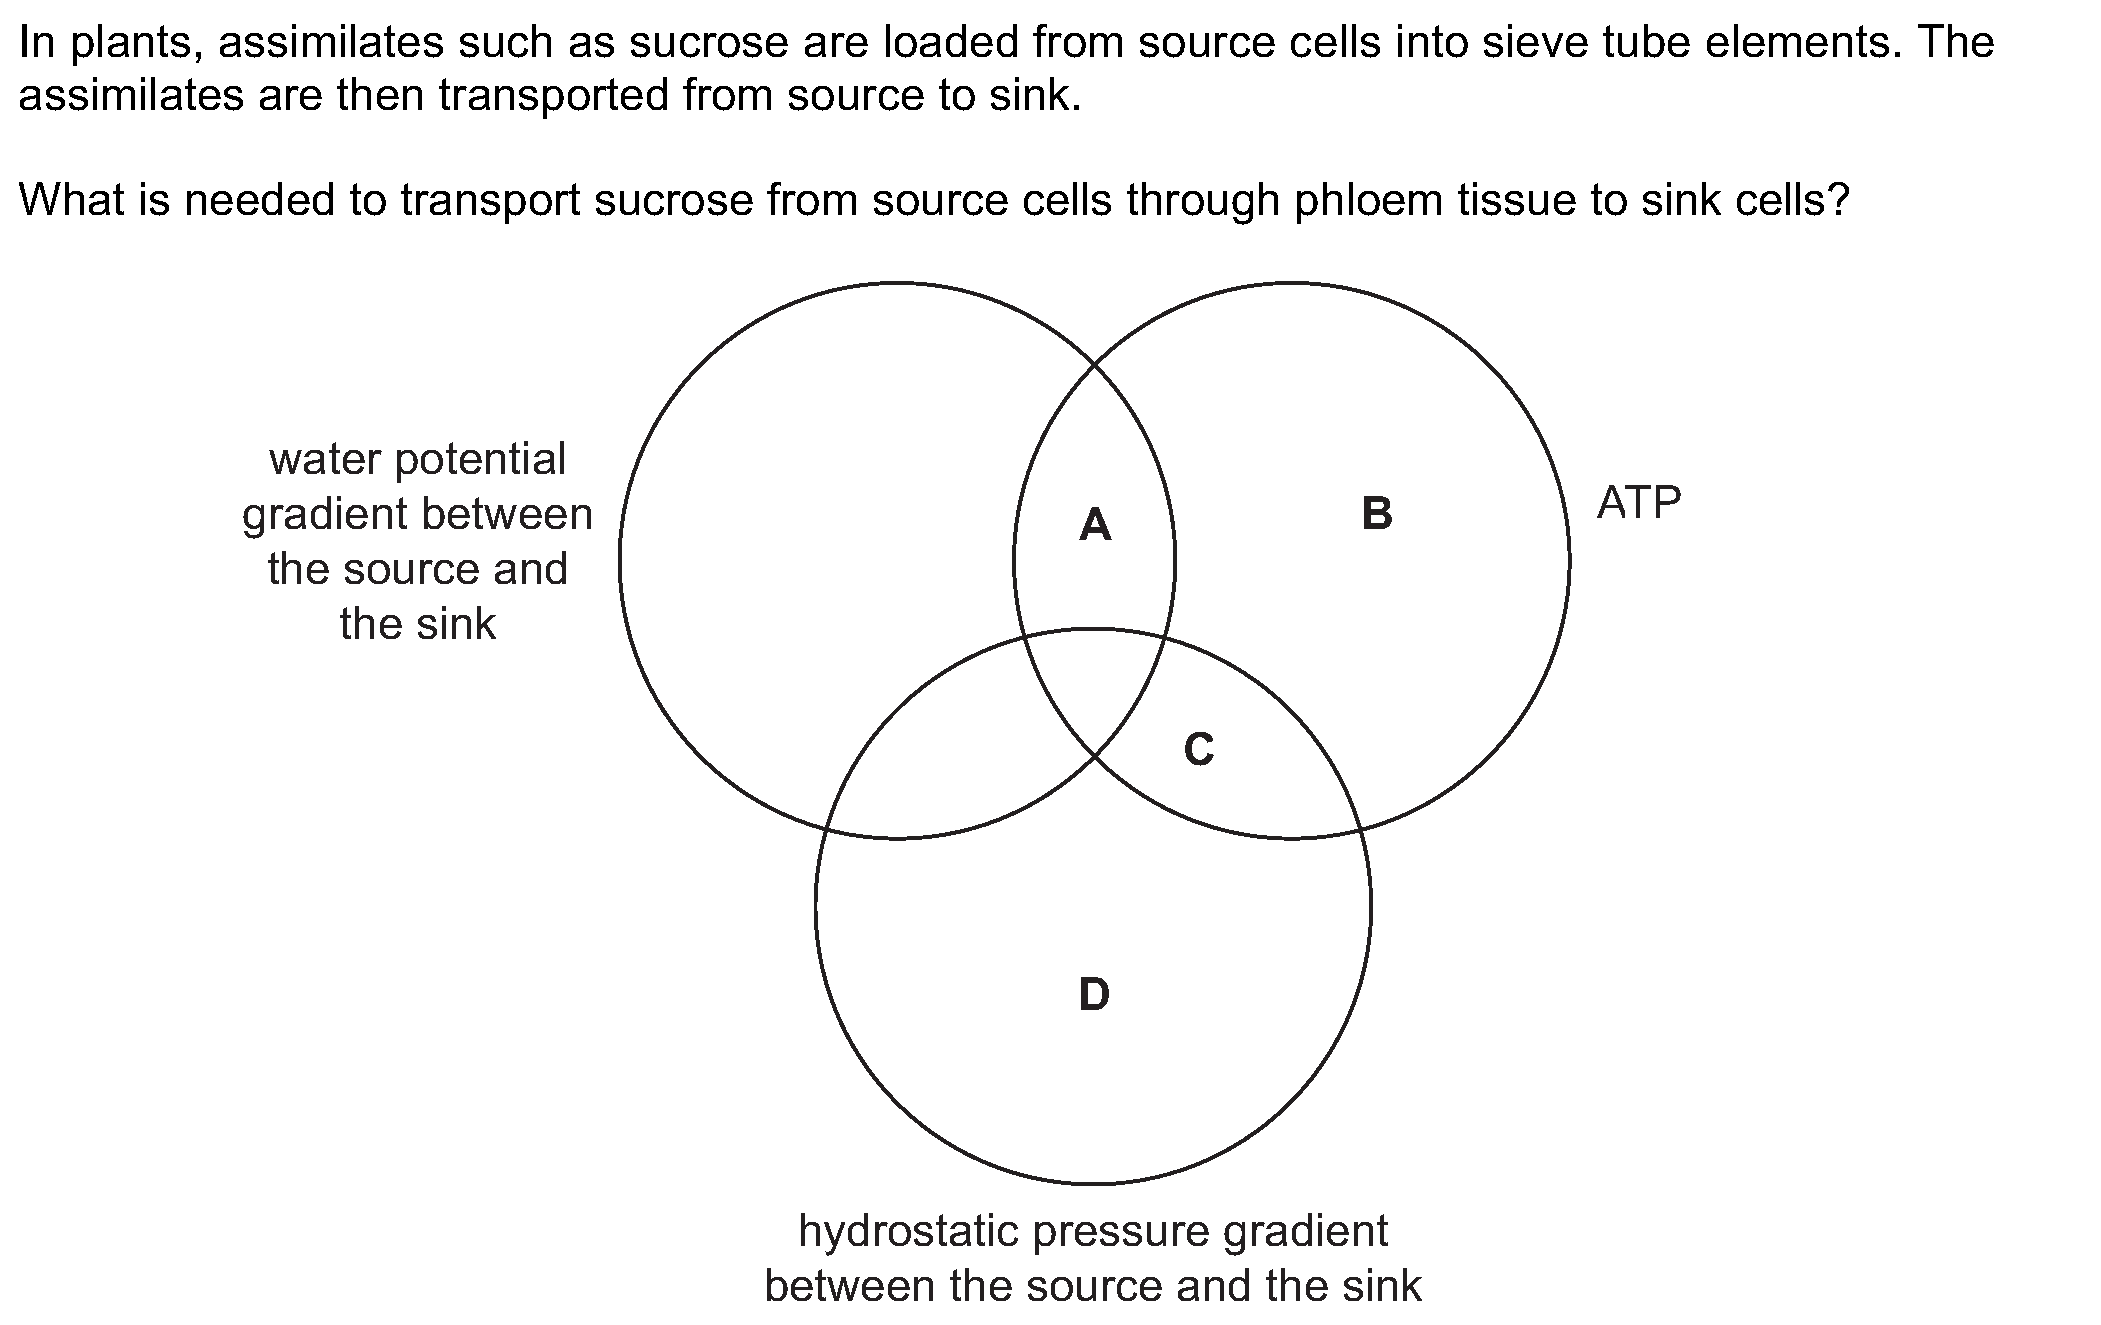 In plants, assimilates such as sucrose are loaded from source cells into sieve tube elements. The
assimilates are then transported from source to sink.
What is needed to transport sucrose from source cells through phloem tissue to sink cells?
water potential
gradient between
the source and
the sink
A
B
ATP
C
D
hydrostatic pressure gradient
between the source and the sink